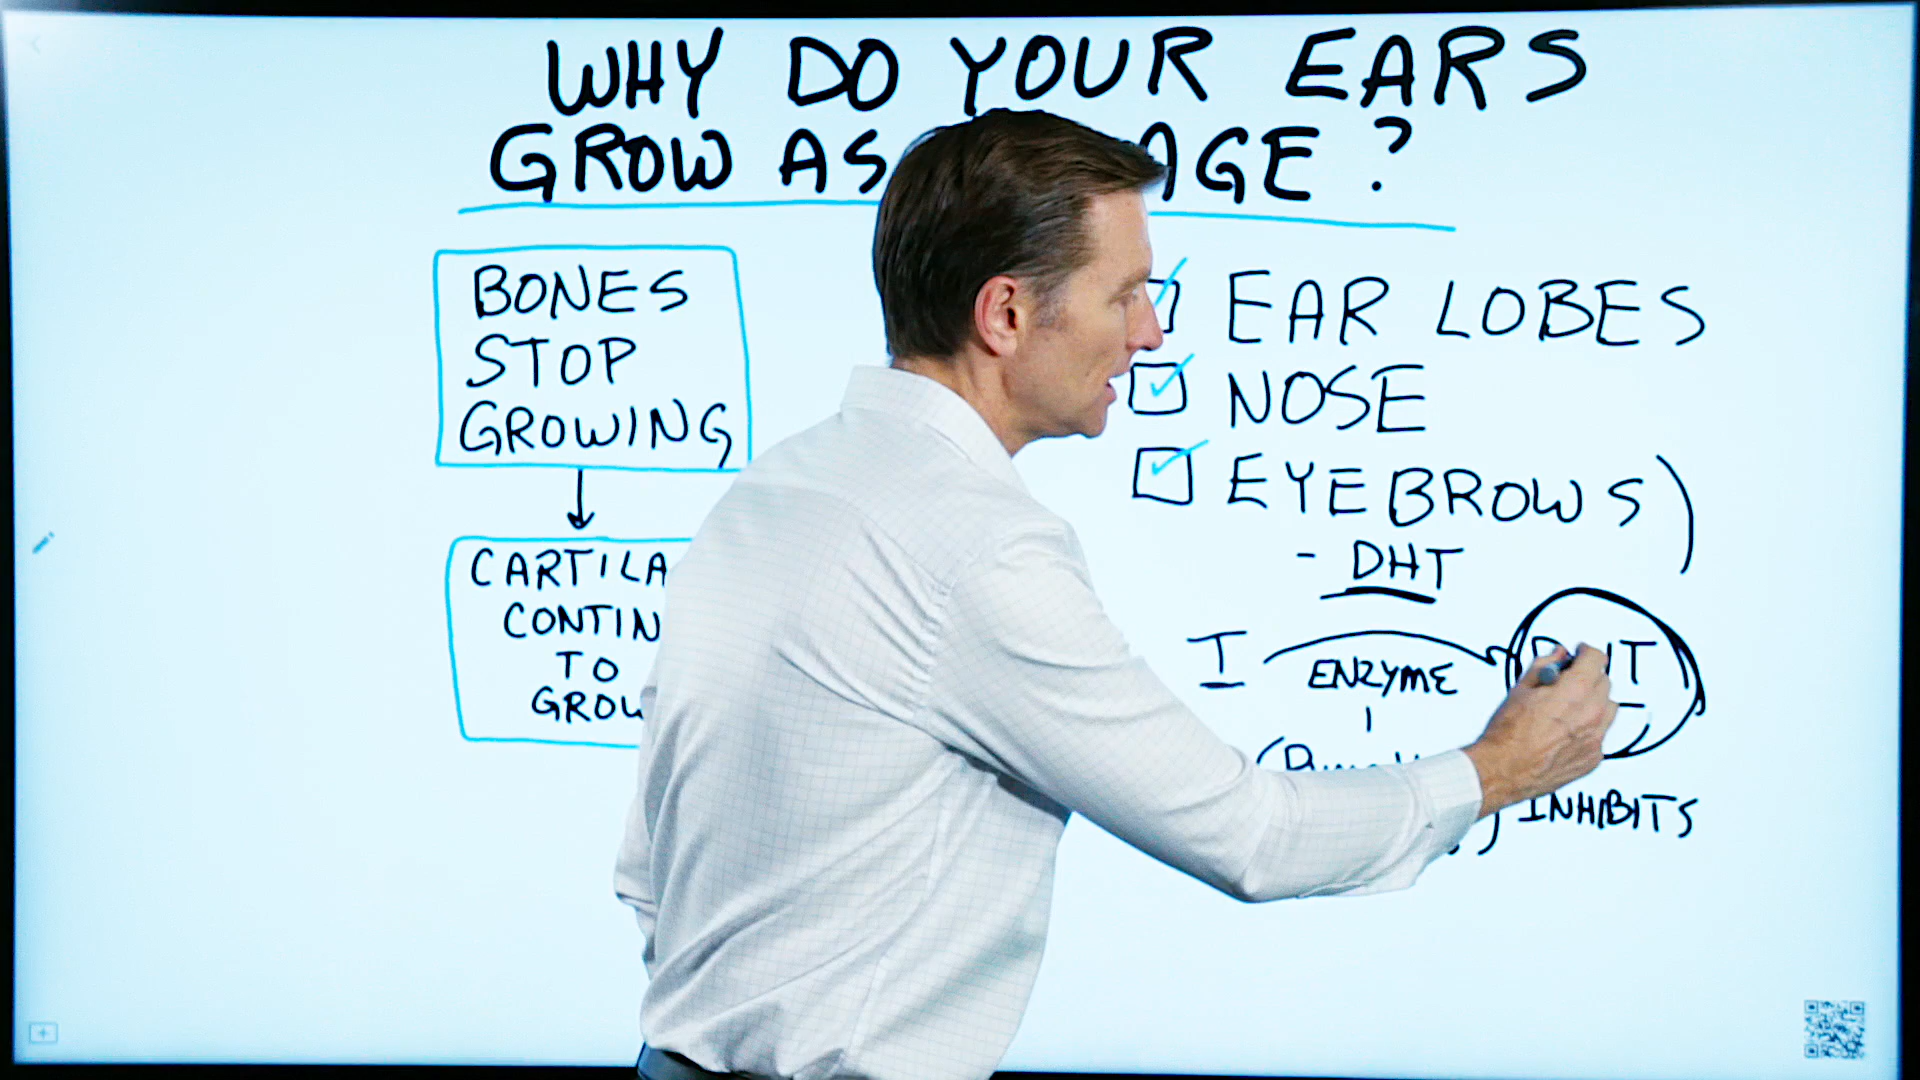 WHY DO YOUR EARS
GROW AS AGE?
BONES
STOP
GROWING
CARTILA
CONTIN
TO
GROW
EAR LOBES
NOSE
EYEBROWS)
- DHT
I ENZYME DHT
INHIBITS